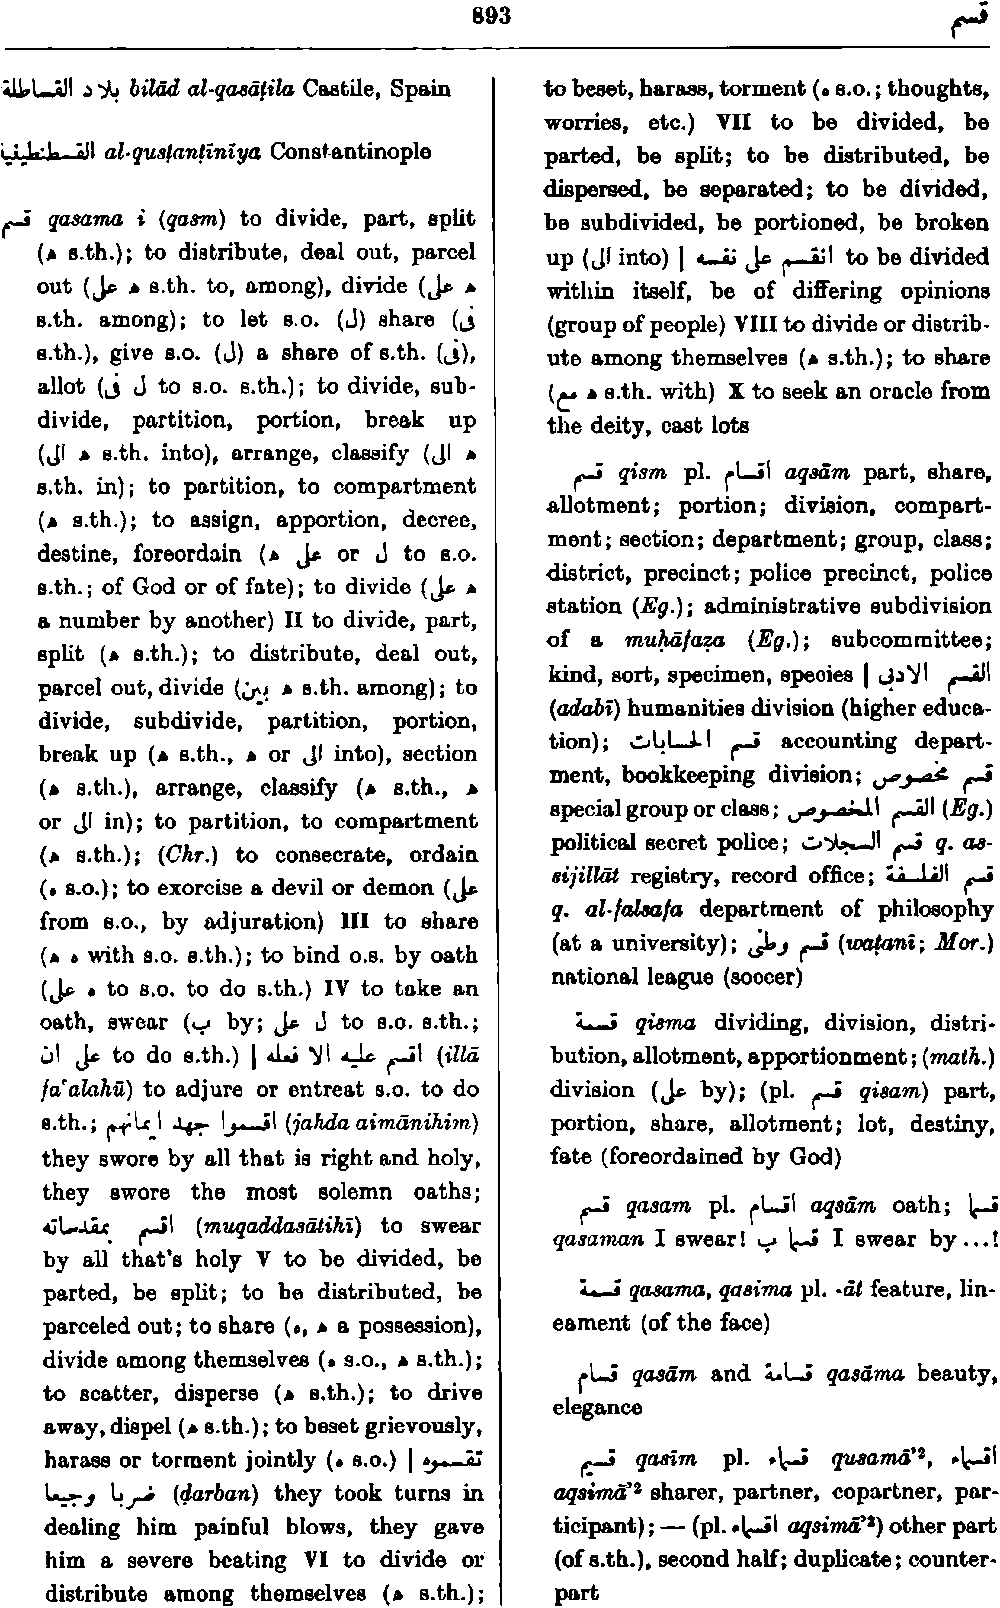 893
قسم
بلاد القساطلة bilād al-qasāṭila Castile, Spain
القسطنطينية al-qusṭanṭīnīya Constantinople
قسم qasama i (qasm) to divide, part, split
(ه s.th.); to distribute, deal out, parcel
out (على ه s.th. to, among), divide (على ه
s.th. among); to let s.o. (ل) share (فى
s.th.), give s.o. (ل) a share of s.th. (فى),
allot (ل فى to s.o. s.th.); to divide, sub-
divide, partition, portion, break up
(الى ه s.th. into), arrange, classify (الى ه
s.th. in); to partition, to compartment
(ه s.th.); to assign, apportion, decree,
destine, foreordain (ه على or ل to s.o.
s.th.; of God or of fate); to divide (على ه
a number by another) II to divide, part,
split (ه s.th.); to distribute, deal out,
parcel out, divide (بين ه s.th. among); to
divide, subdivide, partition, portion,
break up (ه s.th., ه or الى into), section
(ه s.th.), arrange, classify (ه s.th., ه
or الى in); to partition, to compartment
(ه s.th.); (Chr.) to consecrate, ordain
(ه s.o.); to exorcise a devil or demon (على
from s.o., by adjuration) III to share
(ه ه with s.o. s.th.); to bind o.s. by oath
(على ه to s.o. to do s.th.) IV to take an
oath, swear (ب by; ل على to s.o. s.th.;
على ان to do s.th.) | اقسم عليه الا فعله (illā
fa‘alahū) to adjure or entreat s.o. to do
s.th.; اقسموا جهد ايمانهم (jahda aimānihim)
they swore by all that is right and holy,
they swore the most solemn oaths;
اقسم بمقدساته (muqaddasātihī) to swear
by all that's holy V to be divided, be
parted, be split; to be distributed, be
parceled out; to share (ه, ه a possession),
divide among themselves (ه s.o., ه s.th.);
to scatter, disperse (ه s.th.); to drive
away, dispel (ه s.th.); to beset grievously,
harass or torment jointly (ه s.o.) | تقسموه
ضربا وجيعا (ḍarban) they took turns in
dealing him painful blows, they gave
him a severe beating VI to divide or
distribute among themselves (ه s.th.);
to beset, harass, torment (ه s.o.; thoughts,
worries, etc.) VII to be divided, be
parted, be split; to be distributed, be
dispersed, be separated; to be divided,
be subdivided, be portioned, be broken
up (الى into) | انقسم على نفسه to be divided
within itself, be of differing opinions
(group of people) VIII to divide or distrib-
ute among themselves (ه s.th.); to share
(ه مع s.th. with) X to seek an oracle from
the deity, cast lots
قسم qism pl. اقسام aqsām part, share,
allotment; portion; division, compart-
ment; section; department; group, class;
district, precinct; police precinct, police
station (Eg.); administrative subdivision
of a muḥāfaẓa (Eg.); subcommittee;
kind, sort, specimen, species | القسم الادبى
(adabī) humanities division (higher educa-
tion); قسم الحسابات accounting depart-
ment, bookkeeping division; قسم مخصوص
special group or class; القسم المخصوص (Eg.)
political secret police; قسم السجلات q. as-
sijillāt registry, record office; قسم الفلسفة
q. al-falsafa department of philosophy
(at a university); قسم وطنى (waṭanī; Mor.)
national league (soccer)
قسمة qisma dividing, division, distri-
bution, allotment, apportionment; (math.)
division (على by); (pl. قسم qisam) part,
portion, share, allotment; lot, destiny,
fate (foreordained by God)
قسم qasam pl. اقسام aqsām oath; قسما
qasaman I swear! قسما ب I swear by ...!
قسمة qasama, qasima pl. -āt feature, lin-
eament (of the face)
قسام qasām and قسامة qasāma beauty,
elegance
قسيم qasīm pl. قسماء qusamā’², اقسماء
aqsimā’² sharer, partner, copartner, par-
ticipant); — (pl. اقسماء aqsimā’²) other part
(of s.th.), second half; duplicate; counter-
part